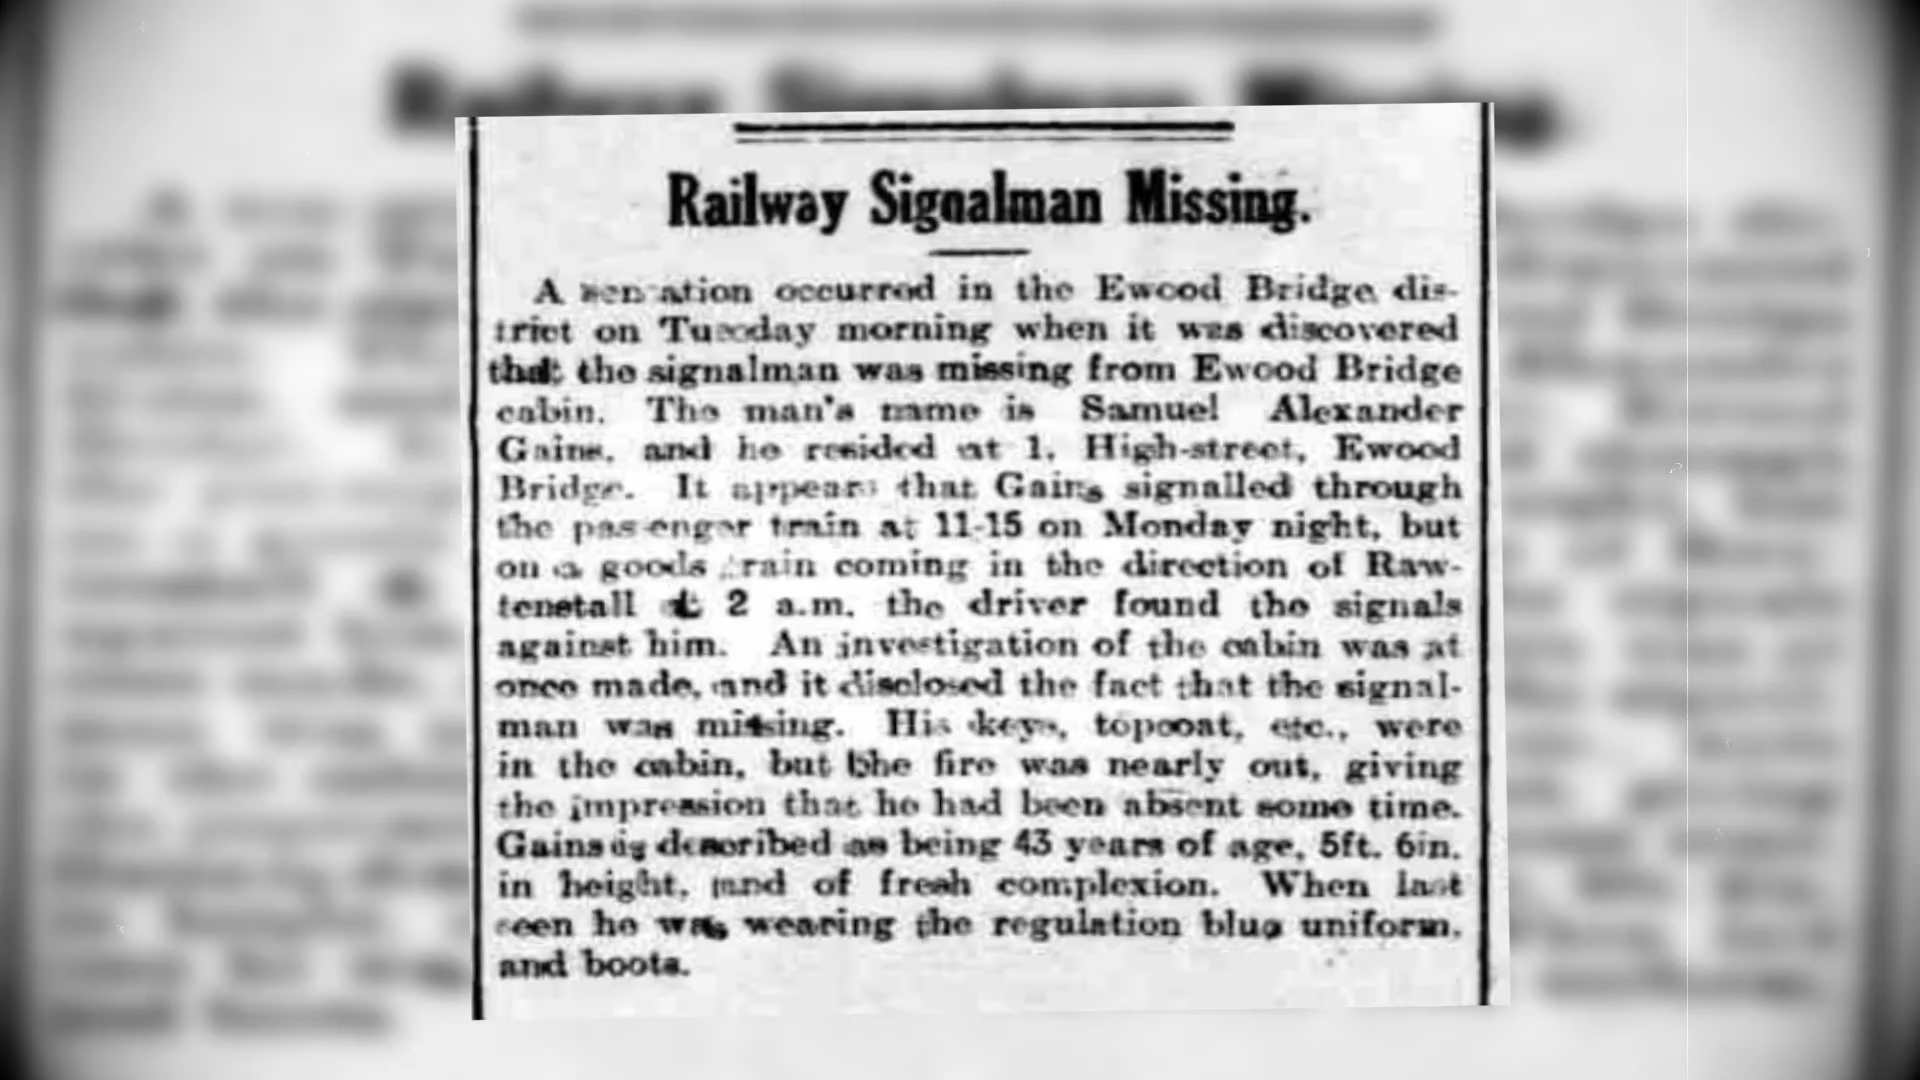 Railway Signalman Missing.
A sensation occurred in the Ewood Bridge dis-
trict on Tuesday morning when it was discovered
that the signalman was missing from Ewood Bridge
cabin. The man's name is Samuel Alexander
Gains, and he resided at 1, High-street, Ewood
Bridge. It appears that Gains signalled through
the passenger train at 11-15 on Monday night, but
on a goods train coming in the direction of Raw-
tenstall at 2 a.m. the driver found the signals
against him. An investigation of the cabin was at
once made, and it disclosed the fact that the signal-
man was missing. His keys, topcoat, etc., were
in the cabin, but the fire was nearly out, giving
the impression that he had been absent some time.
Gains is described as being 43 years of age, 5ft. 6in.
in height, and of fresh complexion. When last
seen he was wearing the regulation blue uniform,
and boots.